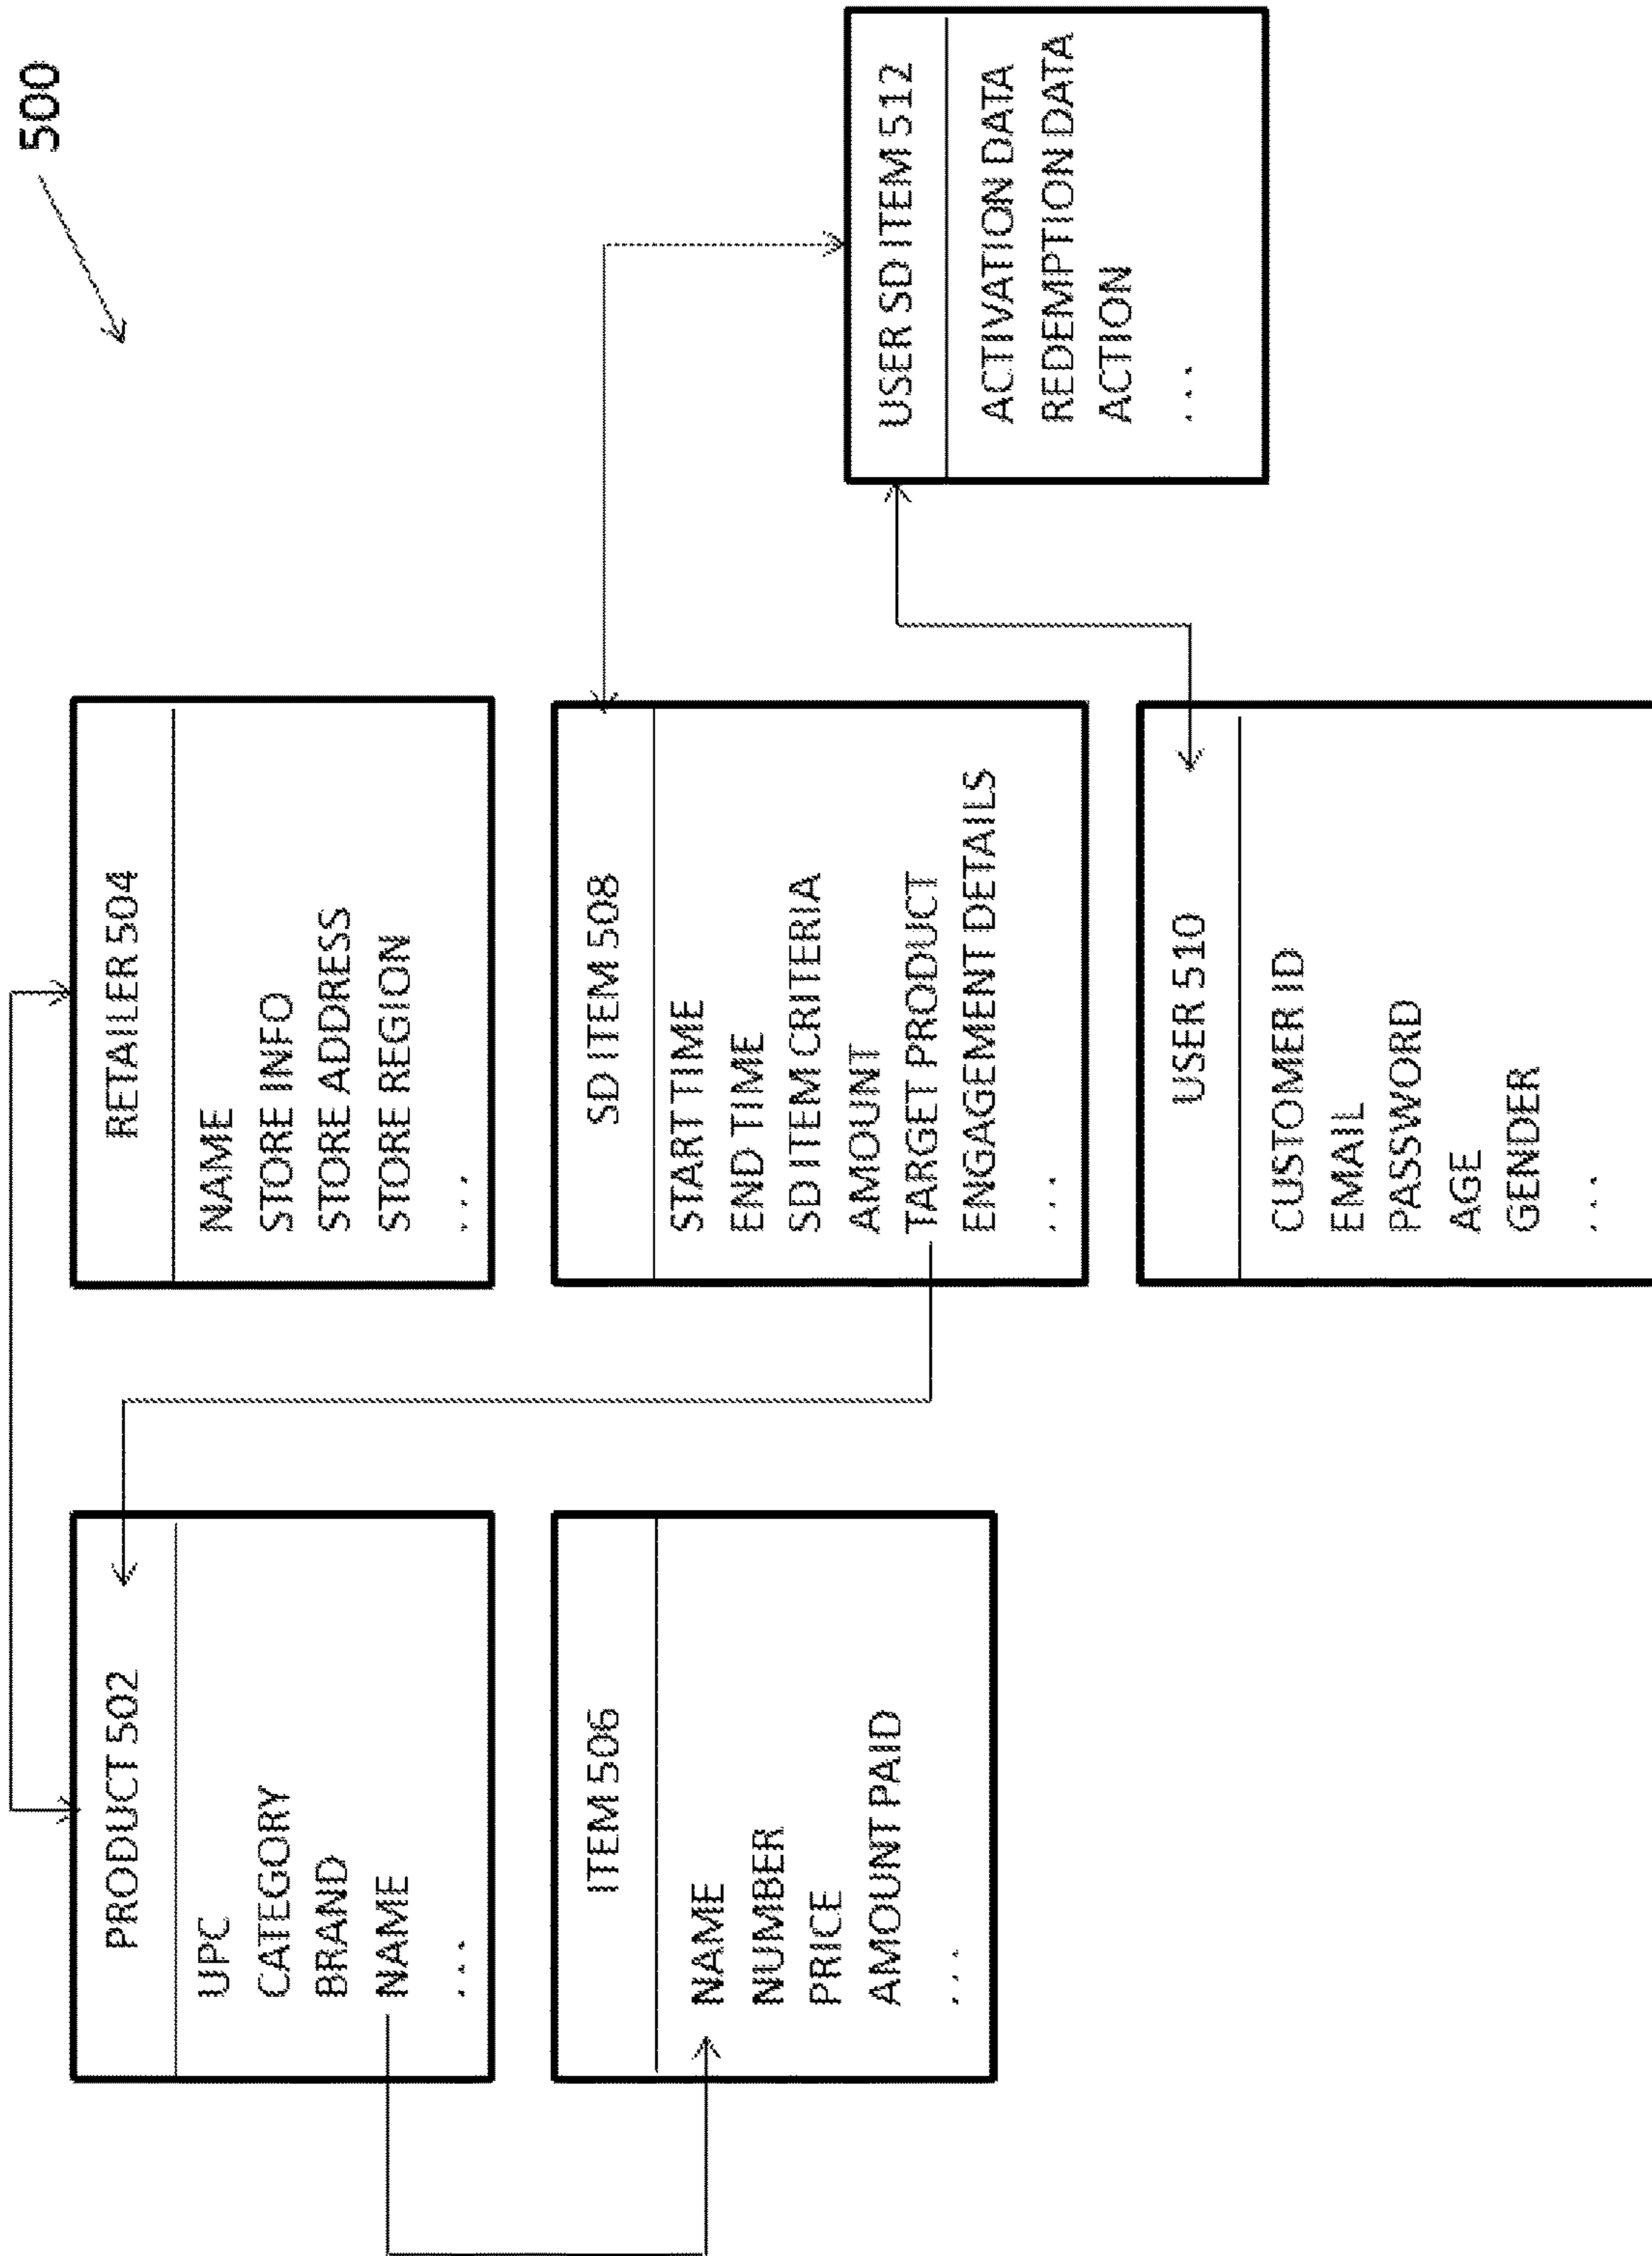 500
PRODUCT 502
UPC
CATEGORY
BRAND
NAME
...
RETAILER 504
NAME
STORE INFO
STORE ADDRESS
STORE REGION
...
ITEM 506
NAME
NUMBER
PRICE
AMOUNT PAID
...
SD ITEM 508
START TIME
END TIME
SD ITEM CRITERIA
AMOUNT
TARGET PRODUCT
ENGAGEMENT DETAILS
...
USER SD ITEM 512
ACTIVATION DATA
REDEMPTION DATA
ACTION
...
USER 510
CUSTOMER ID
EMAIL
PASSWORD
AGE
GENDER
...